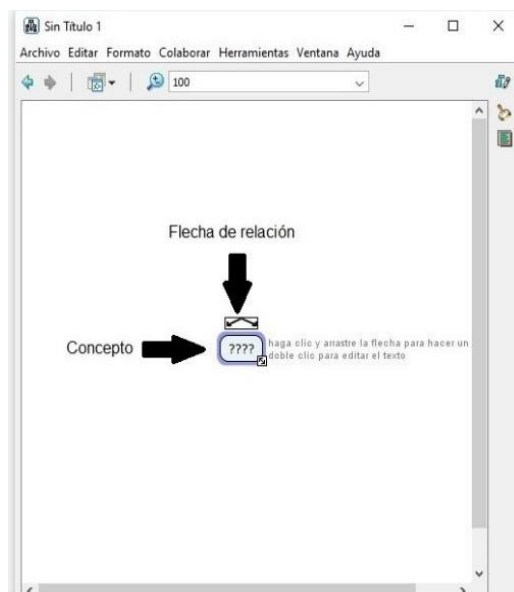 Sin Título 1
Archivo Editar Formato Colaborar Herramientas Ventana Ayuda
100
Flecha de relación
Concepto
????
haga clic y arrastre la flecha para hacer un
doble clic para editar el texto